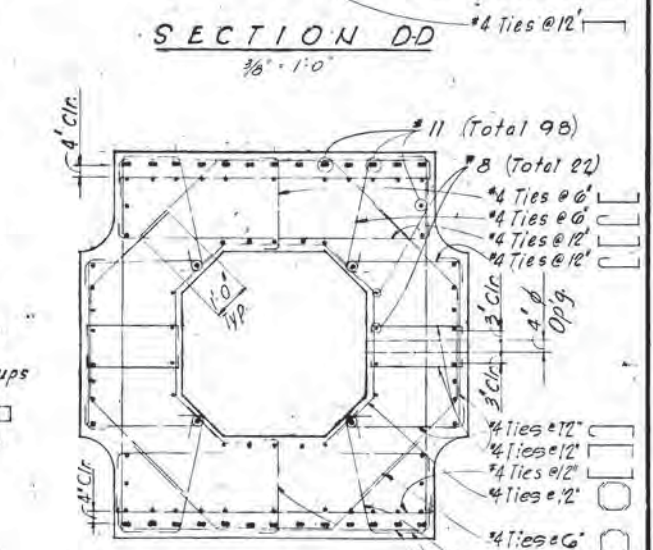 #4 Ties @ 12"
SECTION D-D
3/8" = 1'-0"
4" Clr.
#11 (Total 98)
#8 (Total 22)
#4 Ties @ 6"
#4 Ties @ 6"
#4 Ties @ 12"
#4 Ties @ 12"
1'-0"
Typ.
3" Clr.
4" ø
Op'g.
3" Clr.
ups
#4 Ties @ 12"
#4 Ties @ 12"
#4 Ties @ 12"
#4 Ties @ 12"
4" Clr.
#4 Ties @ 6"